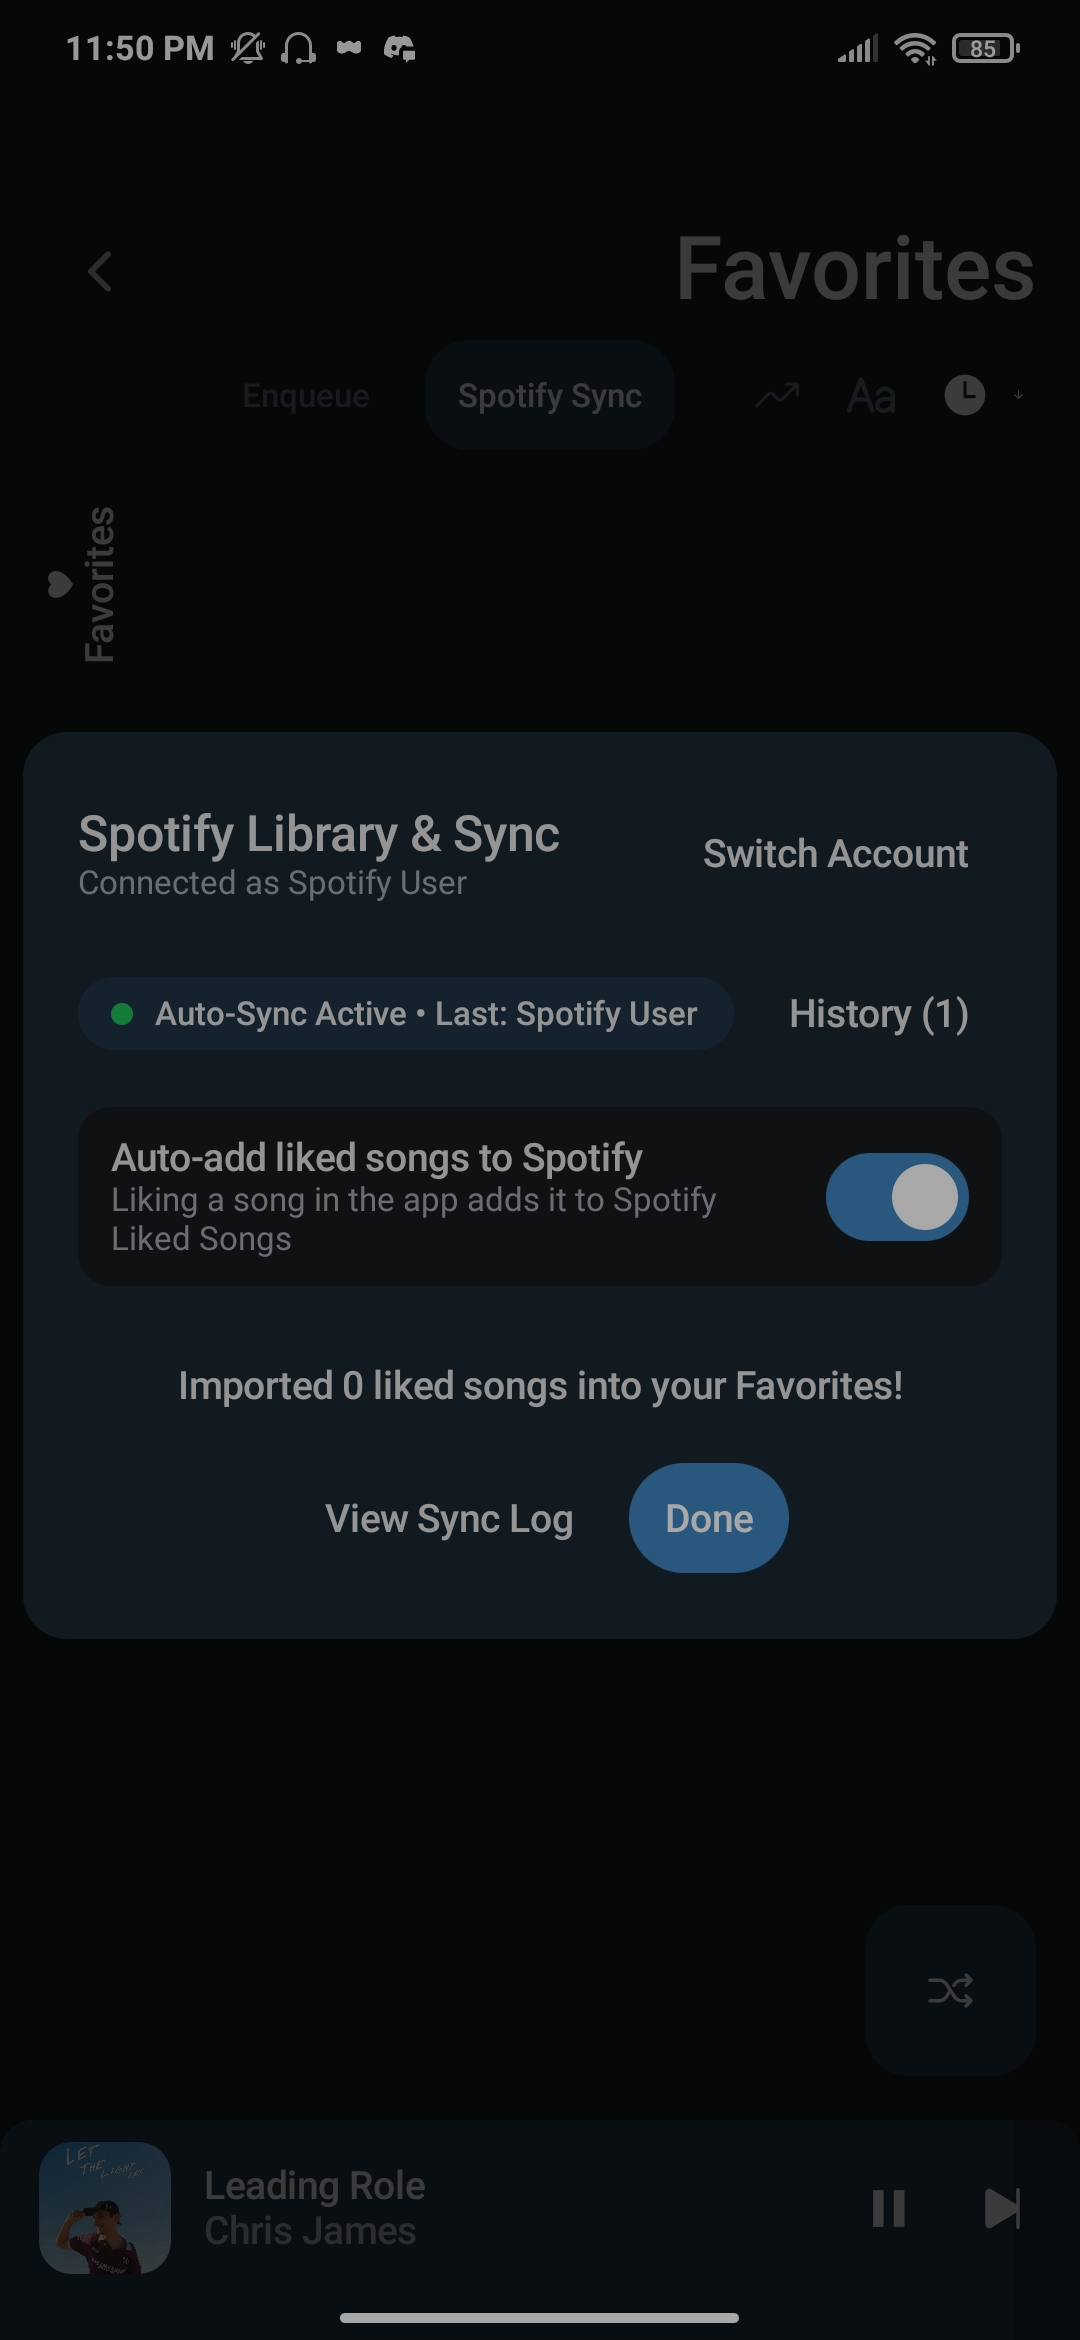 11:50 PM
85
Favorites
Enqueue
Spotify Sync
Aa
Favorites
Spotify Library & Sync
Connected as Spotify User
Switch Account
Auto-Sync Active • Last: Spotify User
History (1)
Auto-add liked songs to Spotify
Liking a song in the app adds it to Spotify
Liked Songs
Imported 0 liked songs into your Favorites!
View Sync Log
Done
LET
THE LIGHT
Leading Role
Chris James